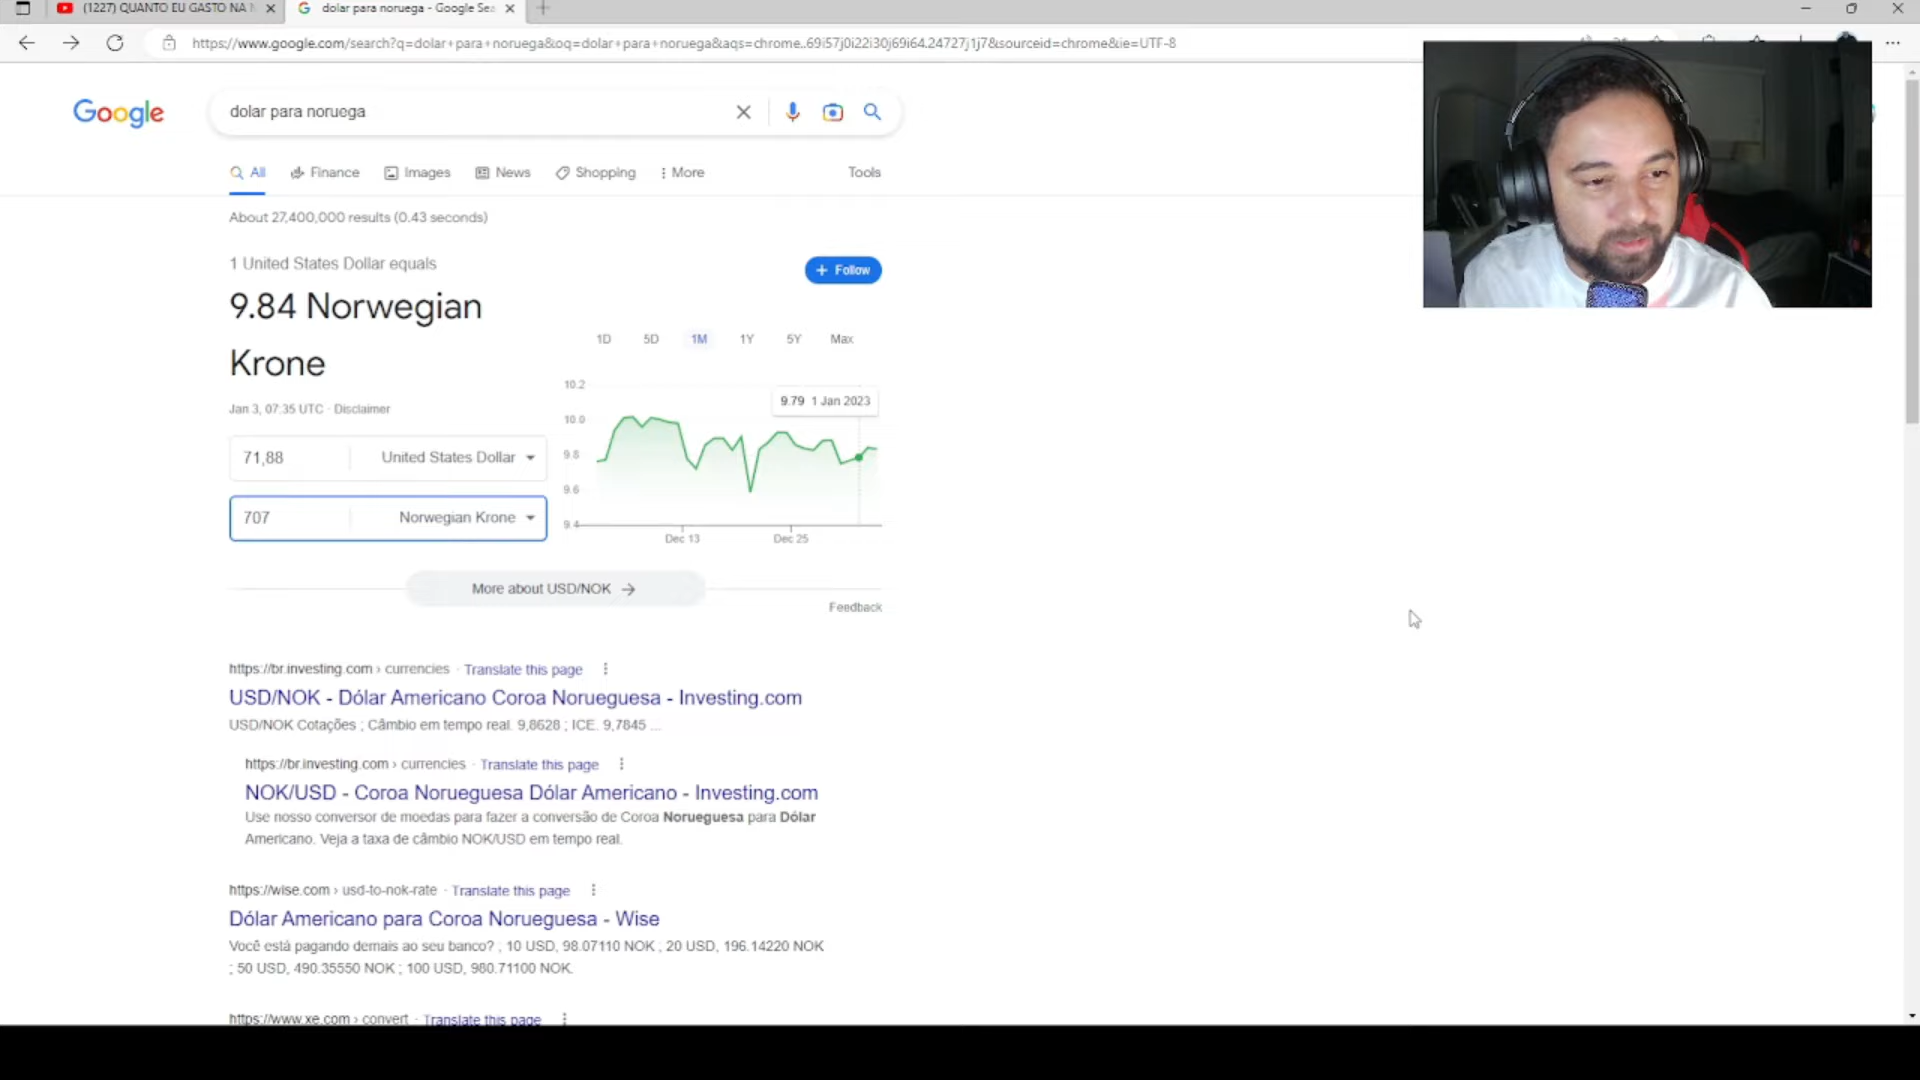 (1227) QUANTO EU GASTO NA
dolar para noruega - Google Sea
https://www.google.com/search?q=dolar+para+noruega&oq=dolar+para+noruega&aqs=chrome..69i57j0i22i30j69i64.24727j1j7&sourceid=chrome&ie=UTF-8
Google
dolar para noruega
All
Finance
Images
News
Shopping
More
Tools
About 27,400,000 results (0.43 seconds)
1 United States Dollar equals
Follow
9.84 Norwegian
Krone
Jan 3, 07:35 UTC · Disclaimer
71,88 United States Dollar
707 Norwegian Krone
1D 5D 1M 1Y 5Y Max
10.2
9.79 1 Jan 2023
10.0
9.8
9.6
9.4
Dec 13 Dec 25
More about USD/NOK
Feedback
https://br.investing.com › currencies · Translate this page
USD/NOK - Dólar Americano Coroa Norueguesa - Investing.com
USD/NOK Cotações ; Câmbio em tempo real. 9,8628 ; ICE. 9,7845 ...
https://br.investing.com › currencies · Translate this page
NOK/USD - Coroa Norueguesa Dólar Americano - Investing.com
Use nosso conversor de moedas para fazer a conversão de Coroa Norueguesa para Dólar
Americano. Veja a taxa de câmbio NOK/USD em tempo real.
https://wise.com › usd-to-nok-rate · Translate this page
Dólar Americano para Coroa Norueguesa - Wise
Você está pagando demais ao seu banco? ; 10 USD, 98.07110 NOK ; 20 USD, 196.14220 NOK
; 50 USD, 490.35550 NOK ; 100 USD, 980.71100 NOK.
https://www.xe.com › convert · Translate this page